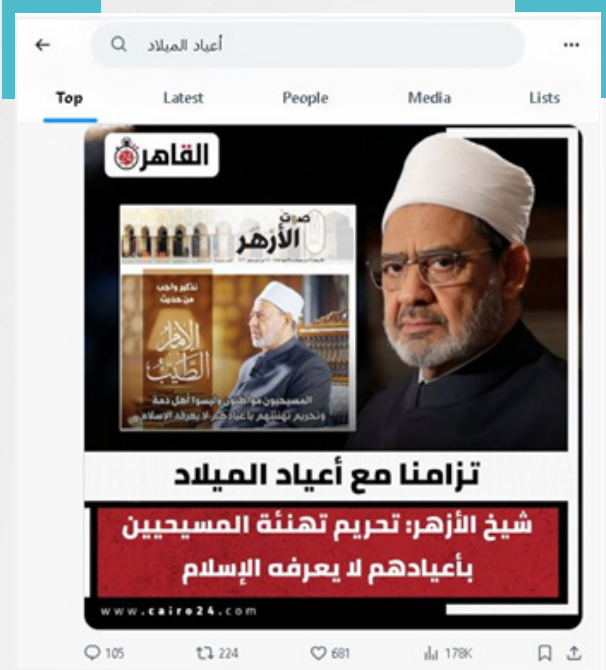 أعياد الميلاد
Top Latest People Media Lists
القاهرة 24
صوت
الأزهر
تذكير واجب
من حديث
الإمام
الطيب
المسيحيون مواطنون وليسوا أهل ذمة
وتحريم تهنئتهم بأعيادهم لا يعرفه الإسلام
تزامنا مع أعياد الميلاد
شيخ الأزهر: تحريم تهنئة المسيحيين
بأعيادهم لا يعرفه الإسلام
www.cairo24.com
105 224 681 178K